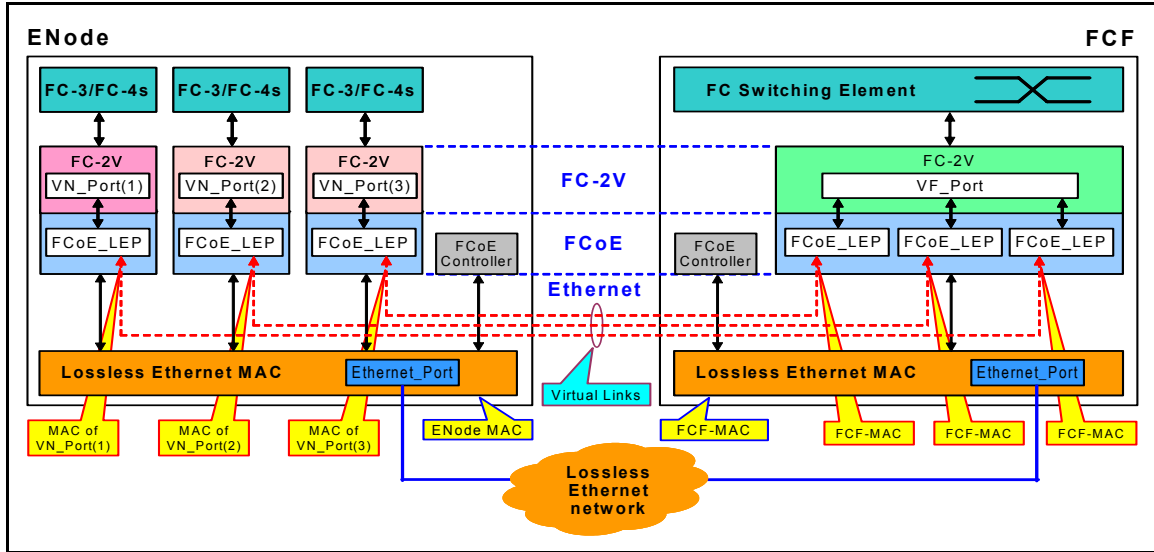 ENode
FCF
FC-3/FC-4s
FC-3/FC-4s
FC-3/FC-4s
FC Switching Element
FC-2V
FC-2V
FC-2V
FC-2V
VN_Port(1)
VN_Port(2)
VN_Port(3)
FC-2V
VF_Port
FCoE_LEP
FCoE_LEP
FCoE_LEP
FCoE
Controller
FCoE
FCoE
Controller
FCoE_LEP
FCoE_LEP
FCoE_LEP
Ethernet
Lossless Ethernet MAC
Ethernet_Port
Virtual Links
Lossless Ethernet MAC
Ethernet_Port
MAC of
VN_Port(1)
MAC of
VN_Port(2)
MAC of
VN_Port(3)
ENode MAC
FCF-MAC
FCF-MAC
FCF-MAC
FCF-MAC
Lossless
Ethernet
network